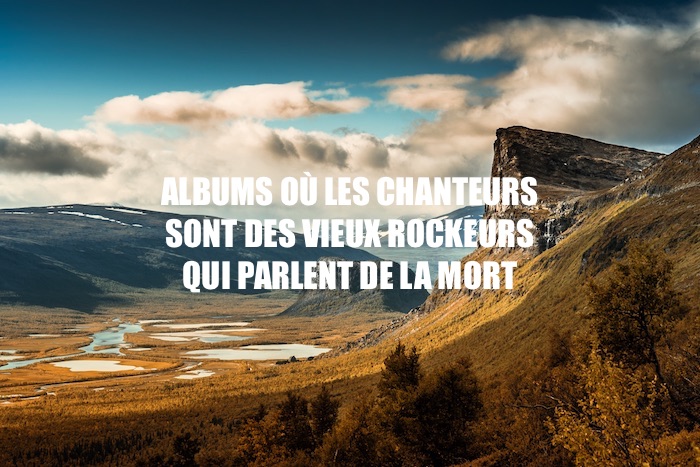 ALBUMS OÙ LES CHANTEURS
SONT DES VIEUX ROCKEURS
QUI PARLENT DE LA MORT